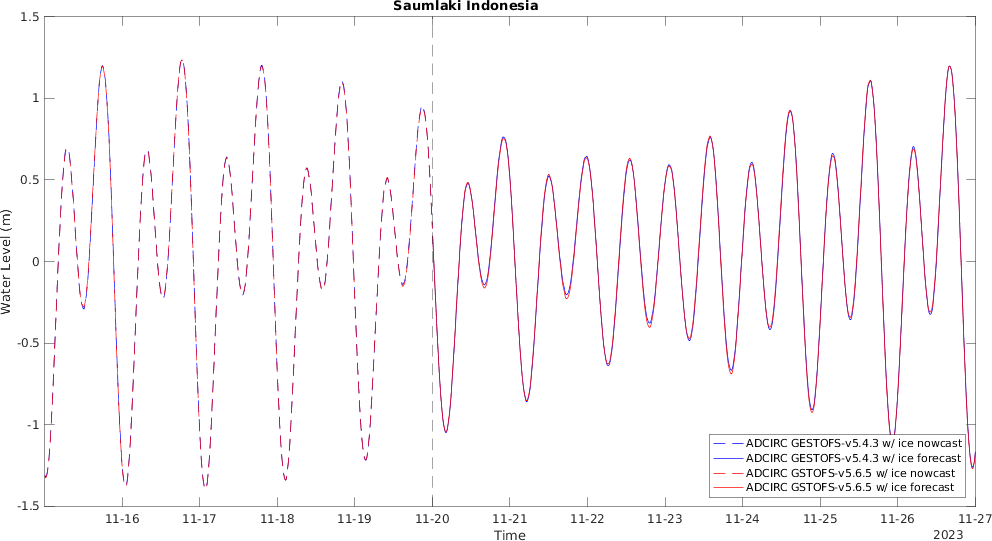 Saumlaki Indonesia
1.5
1
0.5
0
-0.5
-1
-1.5
Water Level (m)
ADCIRC GESTOFS-v5.4.3 w/ ice nowcast
ADCIRC GESTOFS-v5.4.3 w/ ice forecast
ADCIRC GSTOFS-v5.6.5 w/ ice nowcast
ADCIRC GSTOFS-v5.6.5 w/ ice forecast
11-16 11-17 11-18 11-19 11-20 11-21 11-22 11-23 11-24 11-25 11-26 11-27
Time
2023